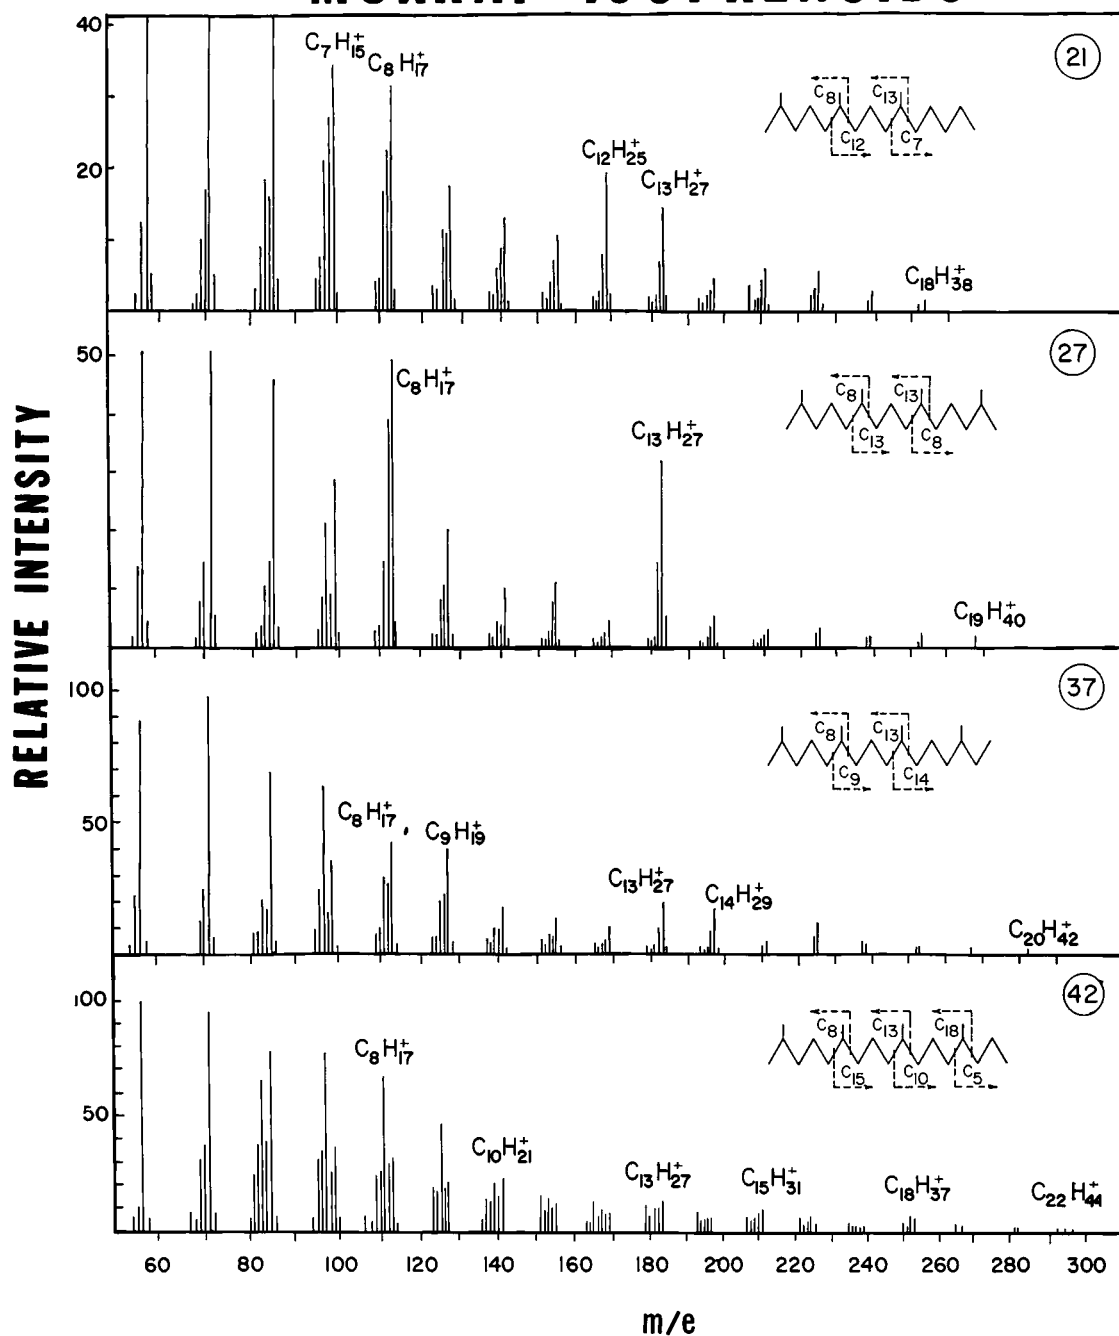 RELATIVE INTENSITY
40
20
C7H15+
C8H17+
C12H25+
C13H27+
C18H38+
21
C8 C13
C12 C7
50
C8H17+
C13H27+
C19H40+
27
C8 C13
C13 C8
100
50
C8H17+
C9H19+
C13H27+
C14H29+
C20H42+
37
C8 C13
C9 C14
100
50
C8H17+
C10H21+
C13H27+
C15H31+
C18H37+
C22H44+
42
C8 C13 C18
C15 C10 C5
60 80 100 120 140 160 180 200 220 240 260 280 300
m/e